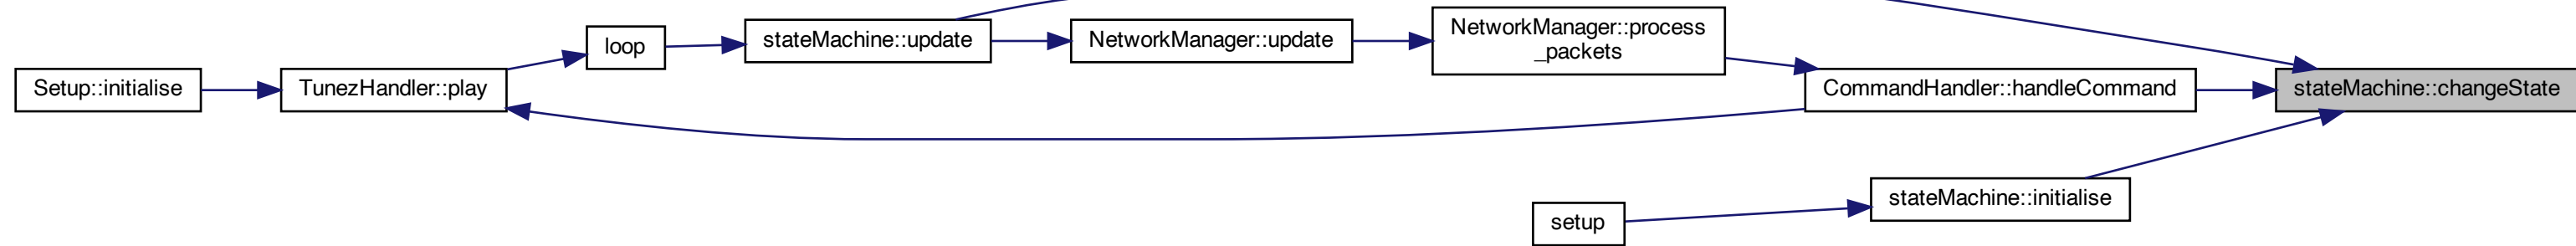 Setup::initialise
TunezHandler::play
loop
stateMachine::update
NetworkManager::update
NetworkManager::process
_packets
CommandHandler::handleCommand
stateMachine::changeState
stateMachine::initialise
setup